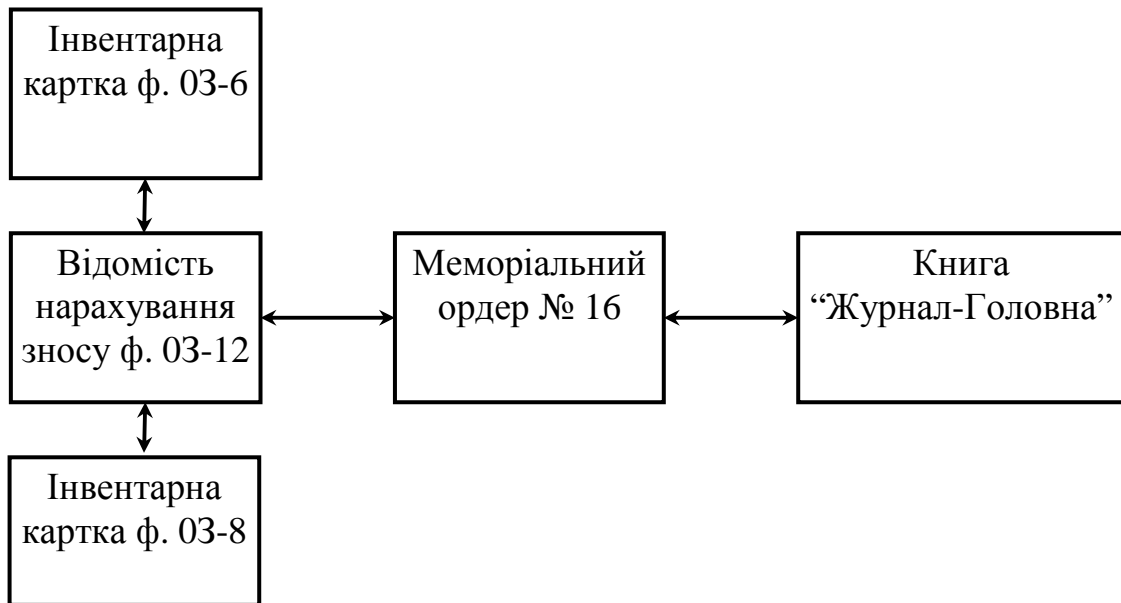 Інвентарна
картка ф. ОЗ-6
Відомість
нарахування
зносу ф. ОЗ-12
Меморіальний
ордер № 16
Книга
“Журнал-Головна”
Інвентарна
картка ф. ОЗ-8